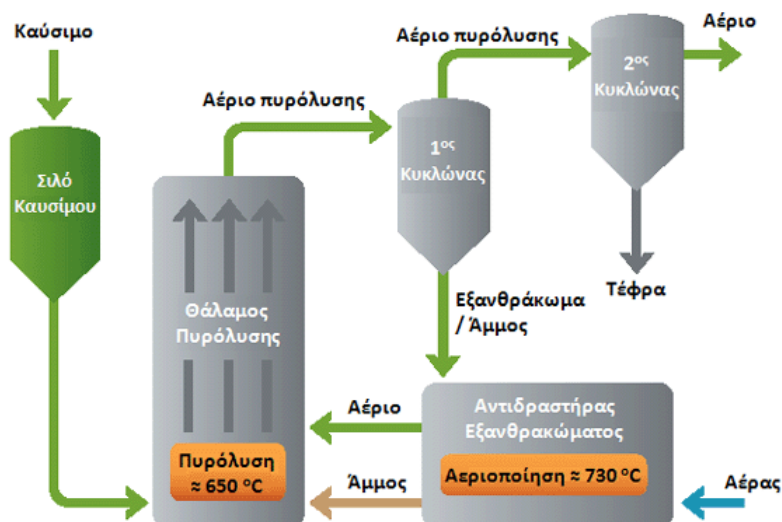 Καύσιμο
Σιλό
Καυσίμου
Αέριο πυρόλυσης
Θάλαμος
Πυρόλυσης
Πυρόλυση
≈ 650 °C
Αέριο πυρόλυσης
1ος
Κυκλώνας
2ος
Κυκλώνας
Αέριο
Τέφρα
Εξανθράκωμα
/ Άμμος
Αέριο
Άμμος
Αντιδραστήρας
Εξανθρακώματος
Αεριοποίηση ≈ 730 °C
Αέρας